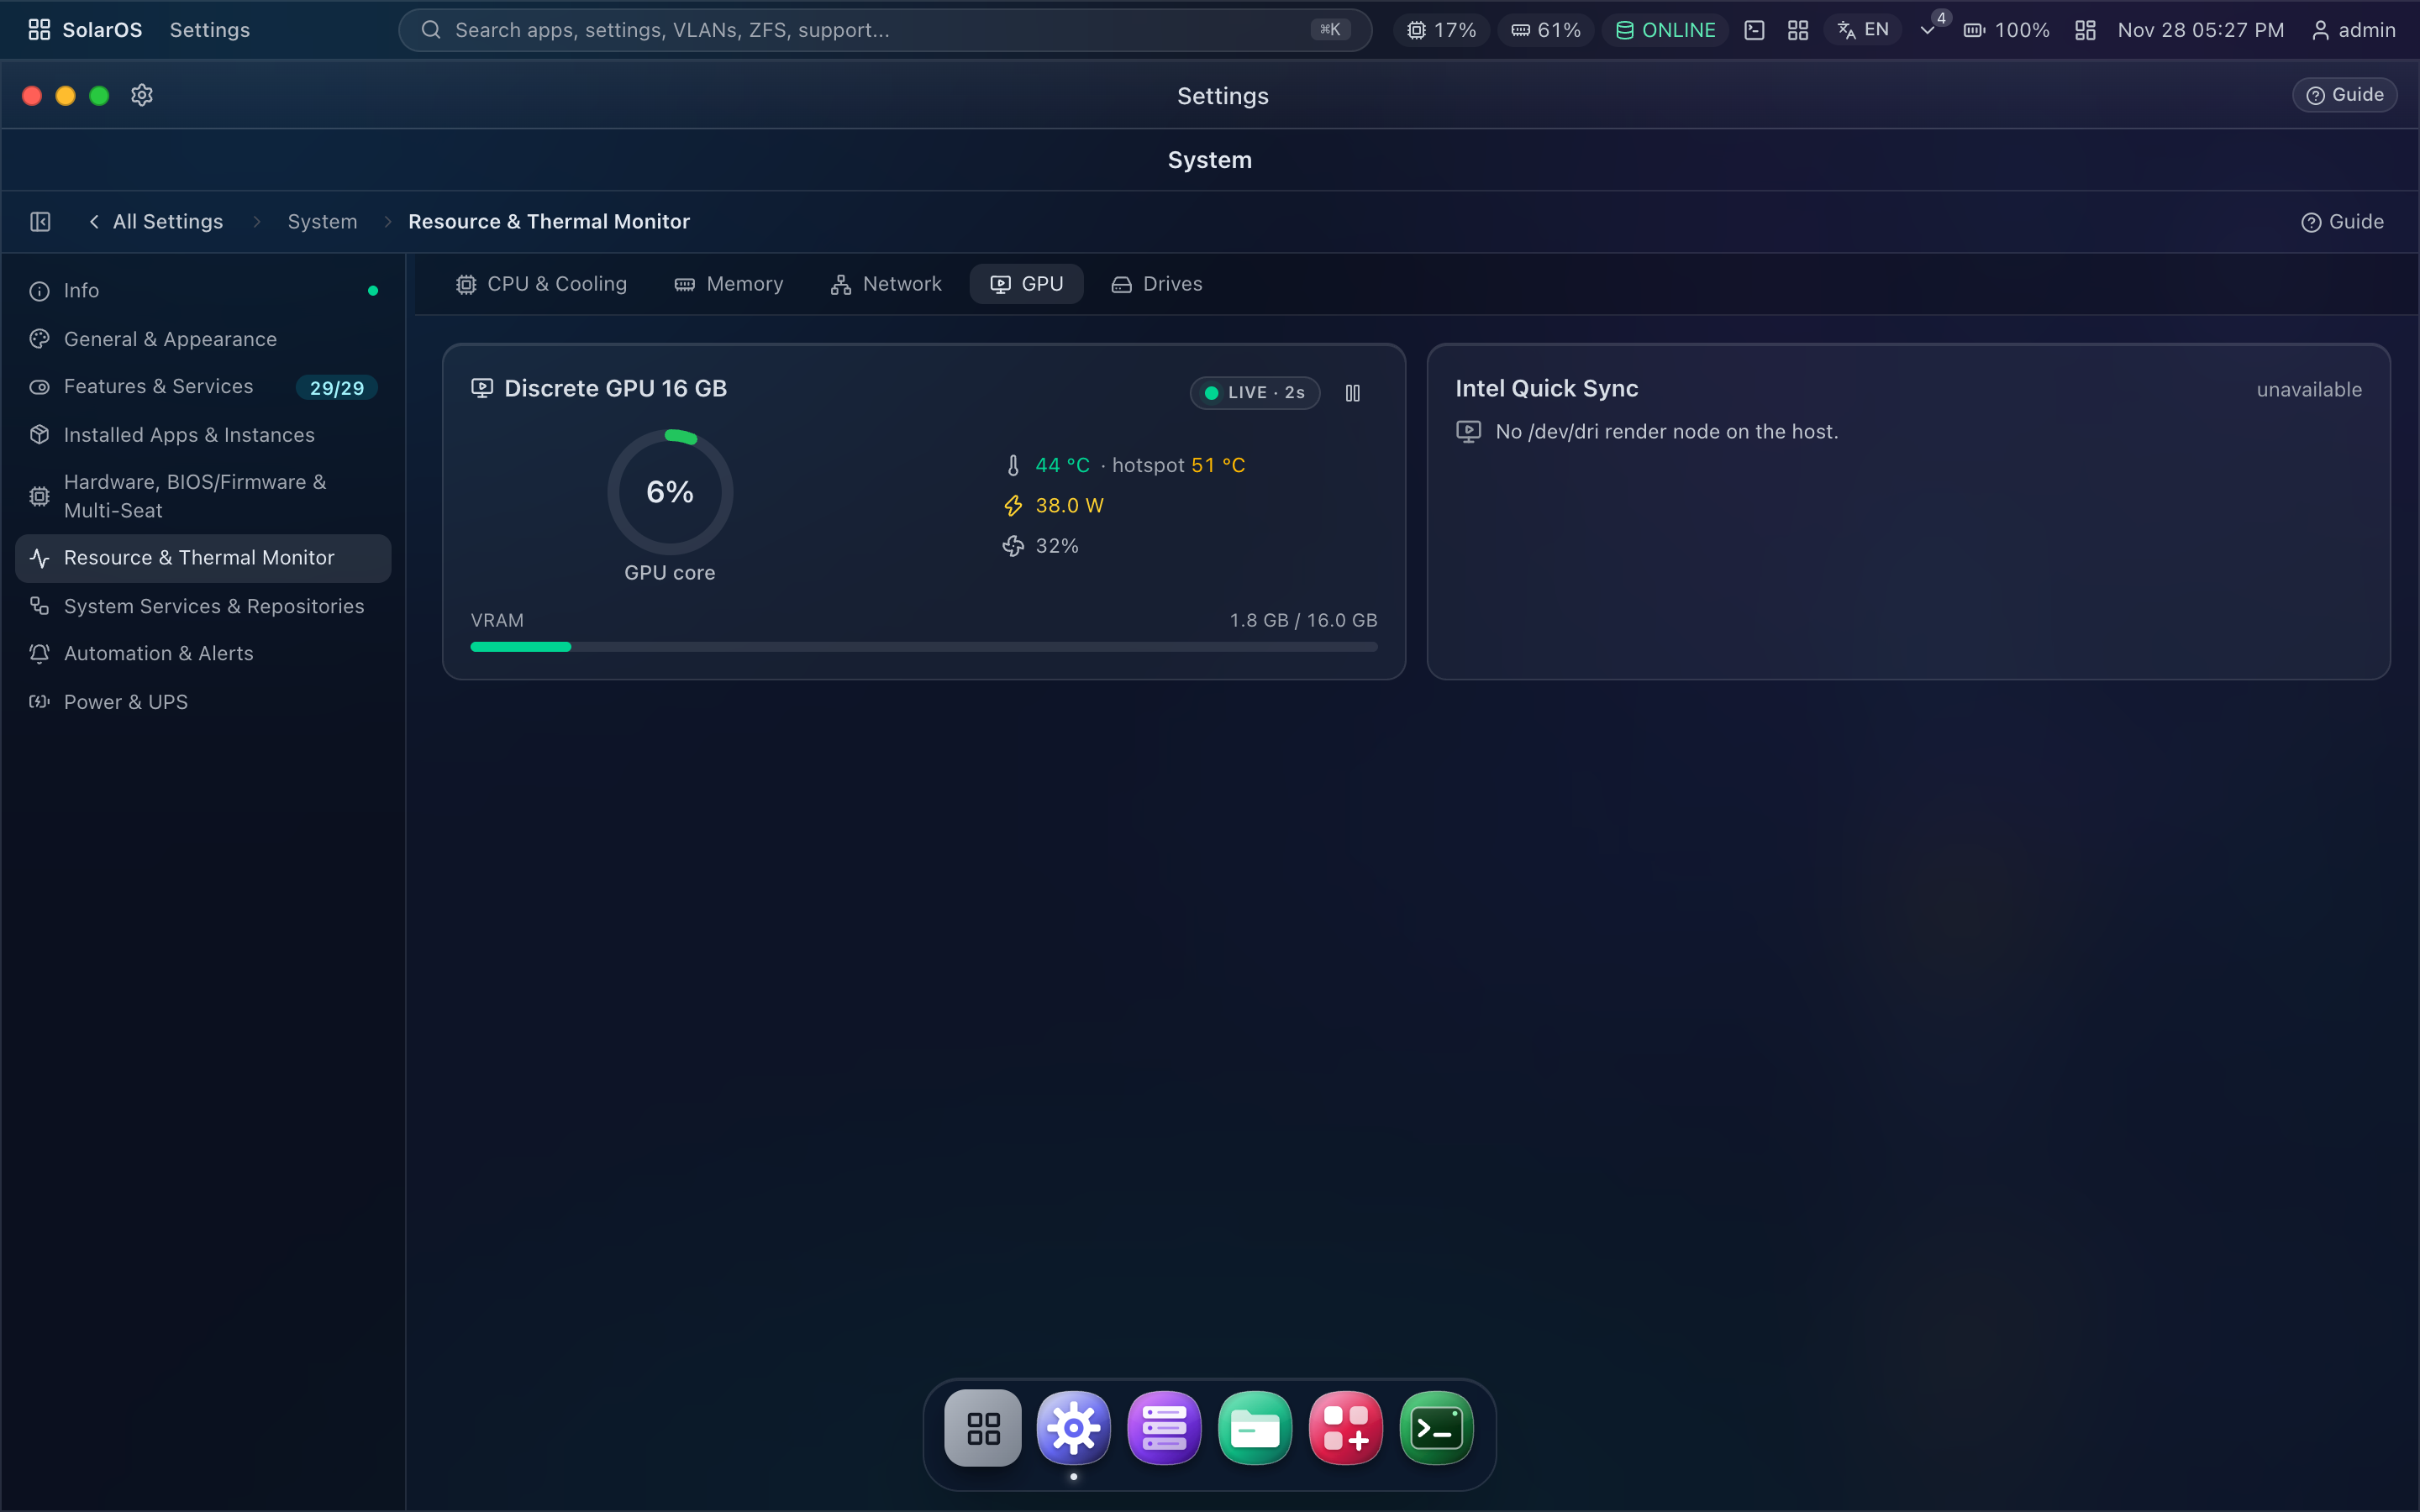 SolarOS Settings Search apps, settings, VLANs, ZFS, support... ⌘K 17% 61% ONLINE EN 4 100% Nov 28 05:27 PM admin
Settings Guide
System
All Settings System Resource & Thermal Monitor Guide
Info
General & Appearance
Features & Services 29/29
Installed Apps & Instances
Hardware, BIOS/Firmware &
Multi-Seat
Resource & Thermal Monitor
System Services & Repositories
Automation & Alerts
Power & UPS
CPU & Cooling Memory Network GPU Drives
Discrete GPU 16 GB LIVE · 2s
6%
GPU core
44 °C · hotspot 51 °C
38.0 W
32%
VRAM 1.8 GB / 16.0 GB
Intel Quick Sync unavailable
No /dev/dri render node on the host.